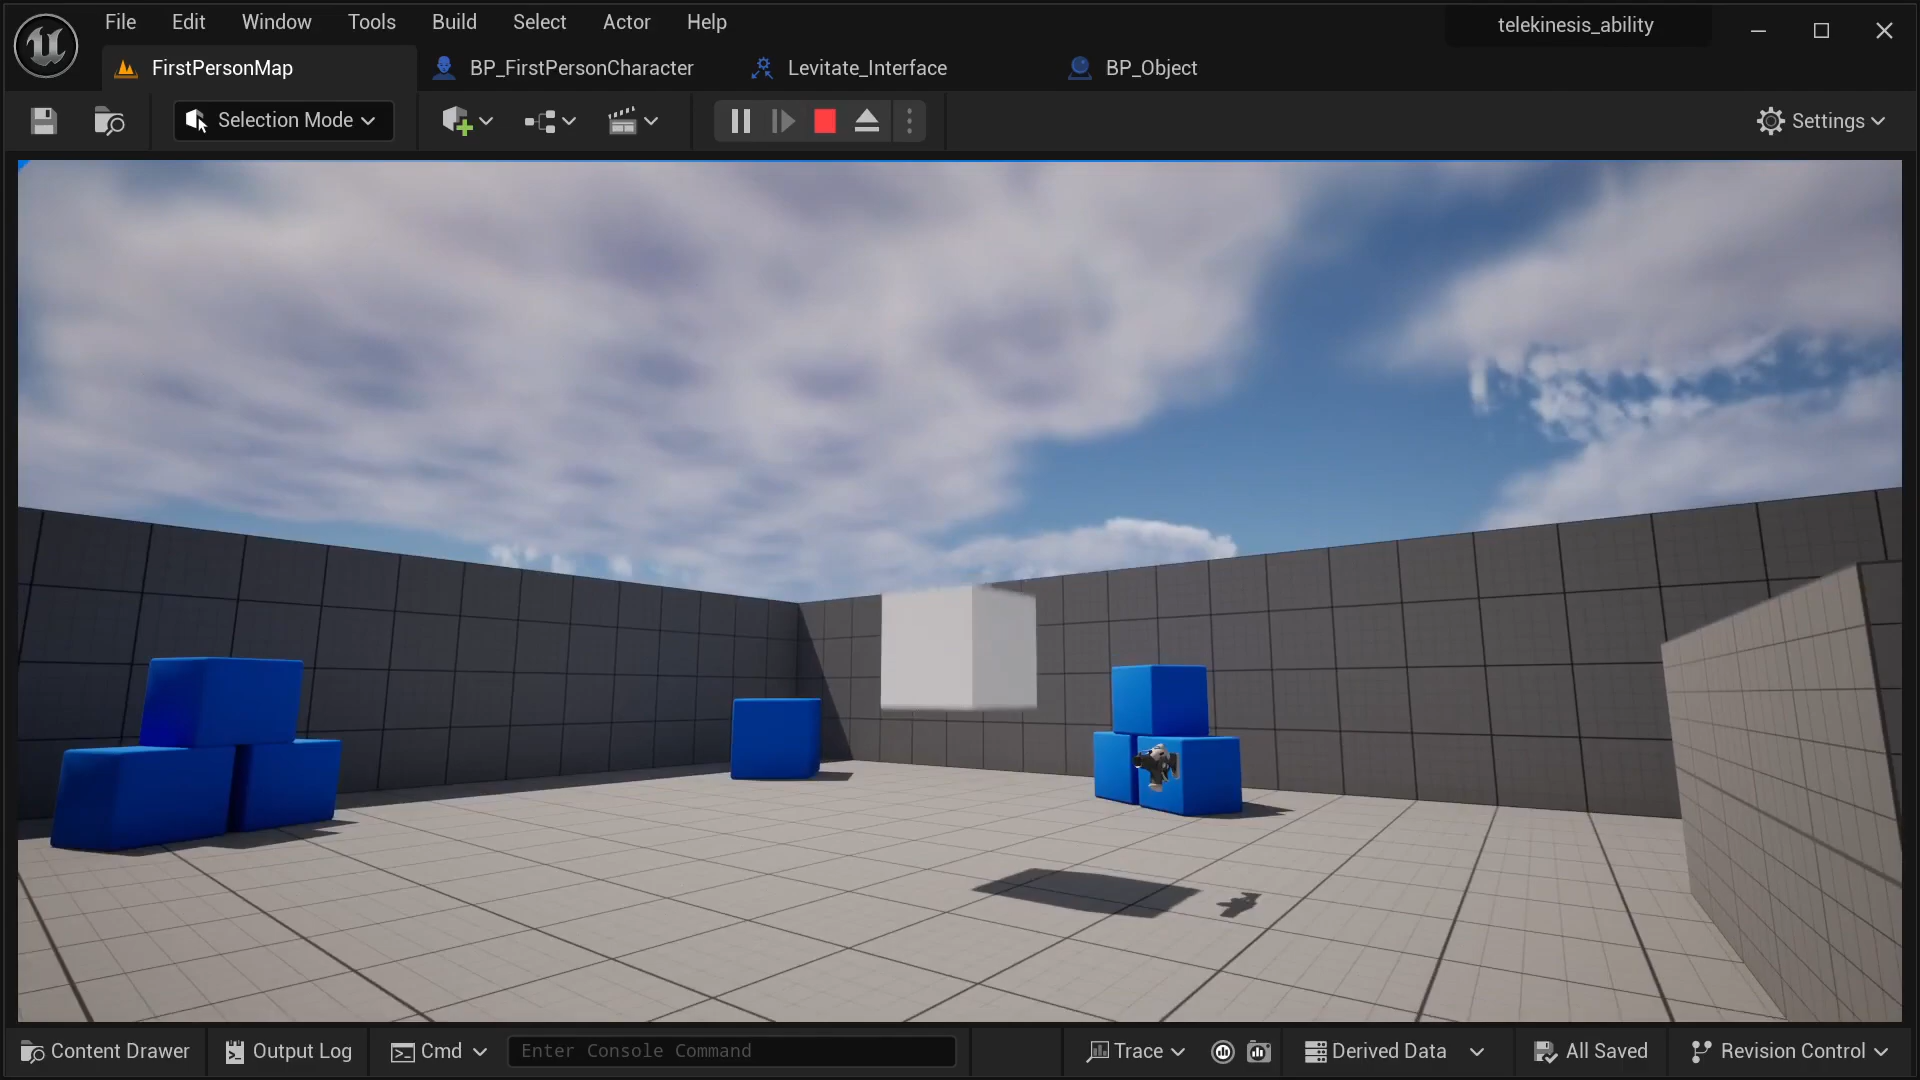 File Edit Window Tools Build Select Actor Help
telekinesis_ability
FirstPersonMap
BP_FirstPersonCharacter
Levitate_Interface
BP_Object
Selection Mode
Settings
Content Drawer
Output Log
Cmd
Enter Console Command
Trace
Derived Data
All Saved
Revision Control